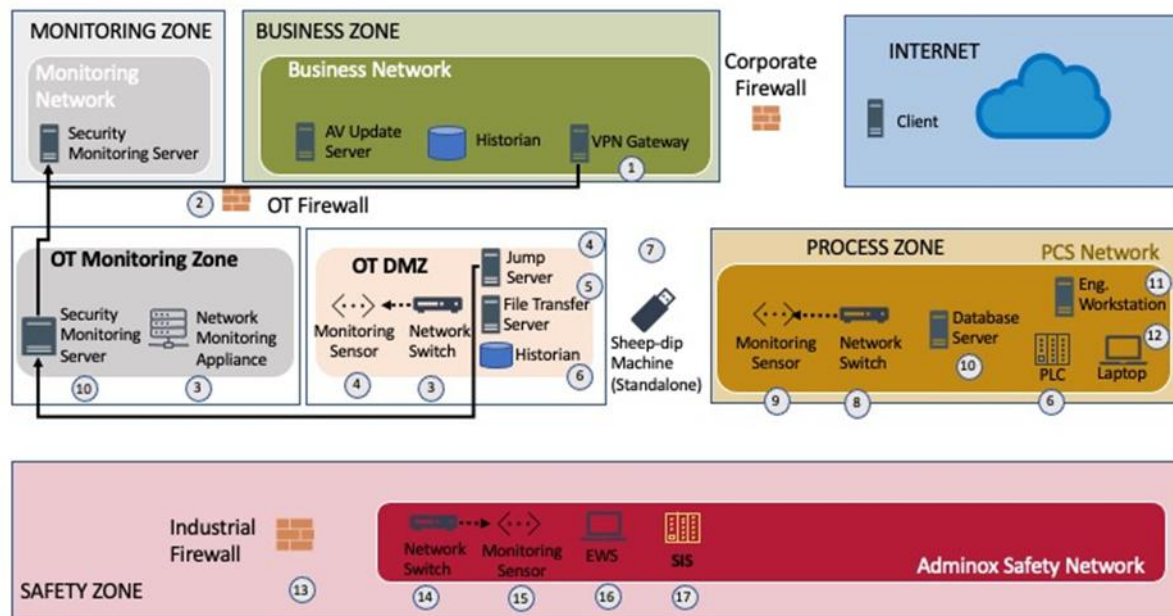 MONITORING ZONE
Monitoring
Network
Security
Monitoring Server
BUSINESS ZONE
Business Network
AV Update
Server
Historian
VPN Gateway
1
Corporate
Firewall
INTERNET
Client
2
OT Firewall
OT Monitoring Zone
Security
Monitoring
Server
10
Network
Monitoring
Appliance
3
OT DMZ
Monitoring
Sensor
4
Network
Switch
3
4
Jump
Server
5
File Transfer
Server
Historian
6
7
Sheep-dip
Machine
(Standalone)
PROCESS ZONE
PCS Network
Monitoring
Sensor
9
Network
Switch
8
Database
Server
10
11
Eng.
Workstation
12
PLC
6
Laptop
SAFETY ZONE
Industrial
Firewall
13
Network
Switch
14
Monitoring
Sensor
15
EWS
16
SIS
17
Adminox Safety Network